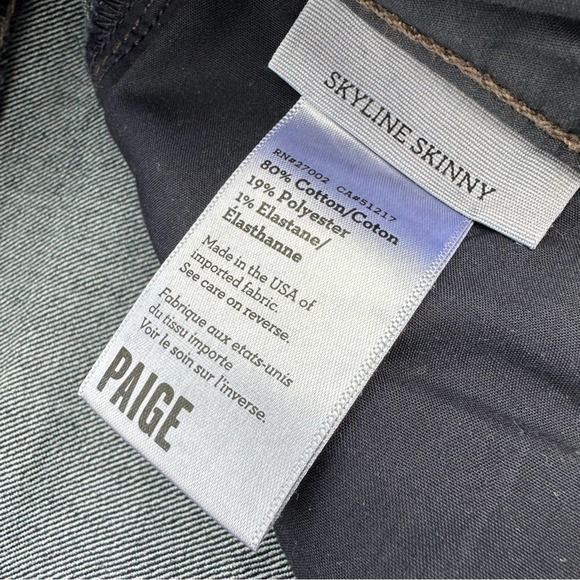 SKYLINE SKINNY
RN#27002 CA#51217
80% Cotton/Coton
19% Polyester
1% Elastane/
Elasthanne
Made in the USA of
imported fabric.
See care on reverse.
Fabrique aux etats-unis
du tissu importe
Voir le soin sur l'inverse.
PAIGE